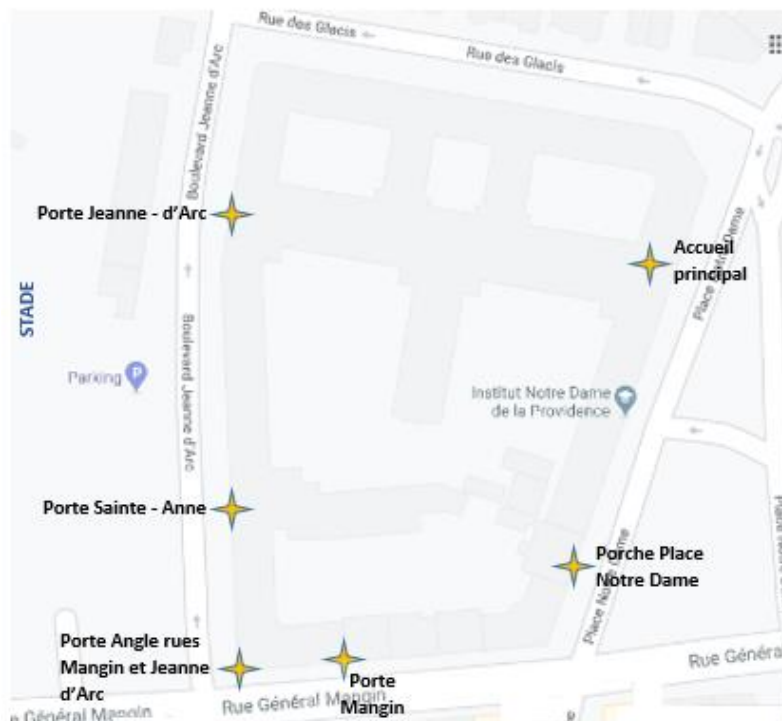 Rue des Glacis
Rue des Glacis
Boulevard Jeanne d'Arc
Porte Jeanne - d'Arc
Accueil
principal
Place Notre Dame
STADE
Parking
P
Boulevard Jeanne d'Arc
Institut Notre Dame
de la Providence
Porte Sainte - Anne
Porche Place
Notre Dame
Place Notre Dame
Porte Angle rues
Mangin et Jeanne
d'Arc
Porte
Mangin
Rue Général
Rue Général Mangin
Rue Général Mangin